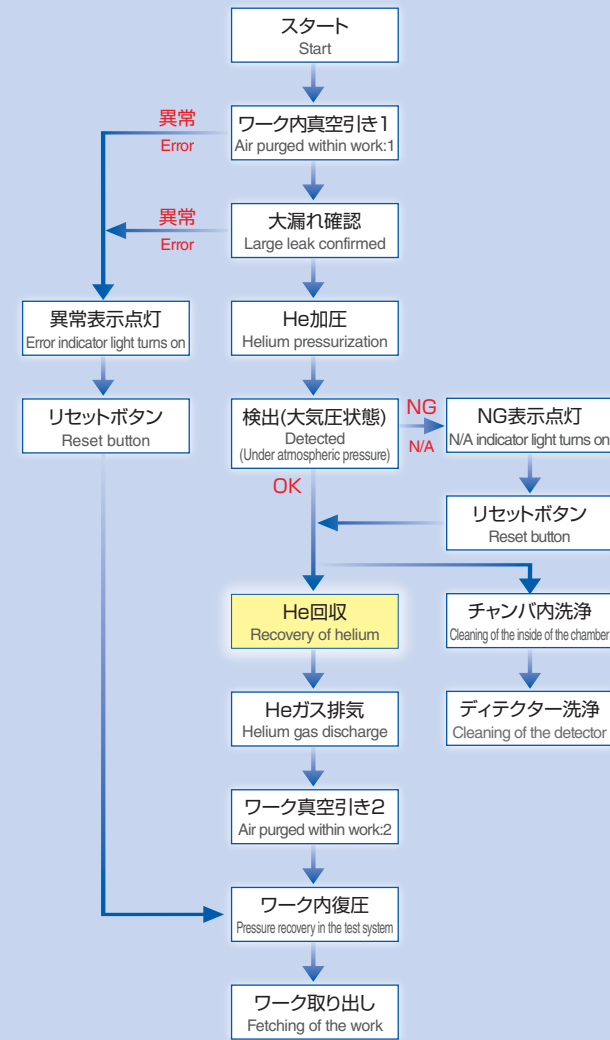 スタート
Start
異常
Error
ワーク内真空引き1
Air purged within work:1
異常
Error
大漏れ確認
Large leak confirmed
異常表示点灯
Error indicator light turns on
He加圧
Helium pressurization
リセットボタン
Reset button
検出(大気圧状態)
Detected
(Under atmospheric pressure)
NG
N/A
NG表示点灯
N/A indicator light turns on
OK
リセットボタン
Reset button
He回収
Recovery of helium
チャンバ内洗浄
Cleaning of the inside of the chamber
Heガス排気
Helium gas discharge
ディテクター洗浄
Cleaning of the detector
ワーク真空引き2
Air purged within work:2
ワーク内復圧
Pressure recovery in the test system
ワーク取り出し
Fetching of the work